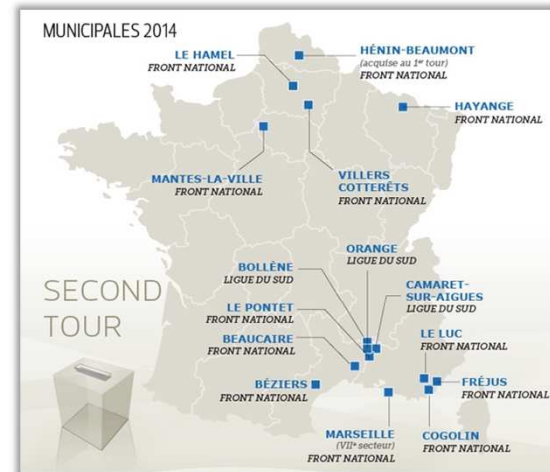 MUNICIPALES 2014
LE HAMEL
FRONT NATIONAL
HÉNIN-BEAUMONT
(acquise au 1er tour)
FRONT NATIONAL
HAYANGE
FRONT NATIONAL
MANTES-LA-VILLE
FRONT NATIONAL
VILLERS
COTTERÊTS
FRONT NATIONAL
ORANGE
LIGUE DU SUD
BOLLÈNE
LIGUE DU SUD
CAMARET-
SUR-AIGUES
LIGUE DU SUD
SECOND
TOUR
LE PONTET
FRONT NATIONAL
LE LUC
FRONT NATIONAL
BEAUCAIRE
FRONT NATIONAL
BÉZIERS
FRONT NATIONAL
FRÉJUS
FRONT NATIONAL
MARSEILLE
(VIIe secteur)
FRONT NATIONAL
COGOLIN
FRONT NATIONAL